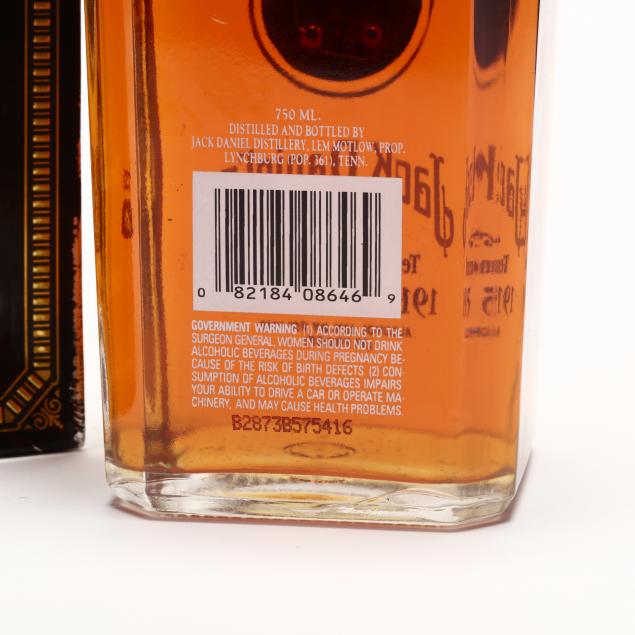 750 ML.
DISTILLED AND BOTTLED BY
JACK DANIEL DISTILLERY, LEM MOTLOW, PROP.
LYNCHBURG (POP. 361), TENN.
0 82184 08646 9
GOVERNMENT WARNING (1) ACCORDING TO THE
SURGEON GENERAL, WOMEN SHOULD NOT DRINK
ALCOHOLIC BEVERAGES DURING PREGNANCY BE-
CAUSE OF THE RISK OF BIRTH DEFECTS. (2) CON-
SUMPTION OF ALCOHOLIC BEVERAGES IMPAIRS
YOUR ABILITY TO DRIVE A CAR OR OPERATE MA-
CHINERY, AND MAY CAUSE HEALTH PROBLEMS.
B2873B575416
Jack
1915